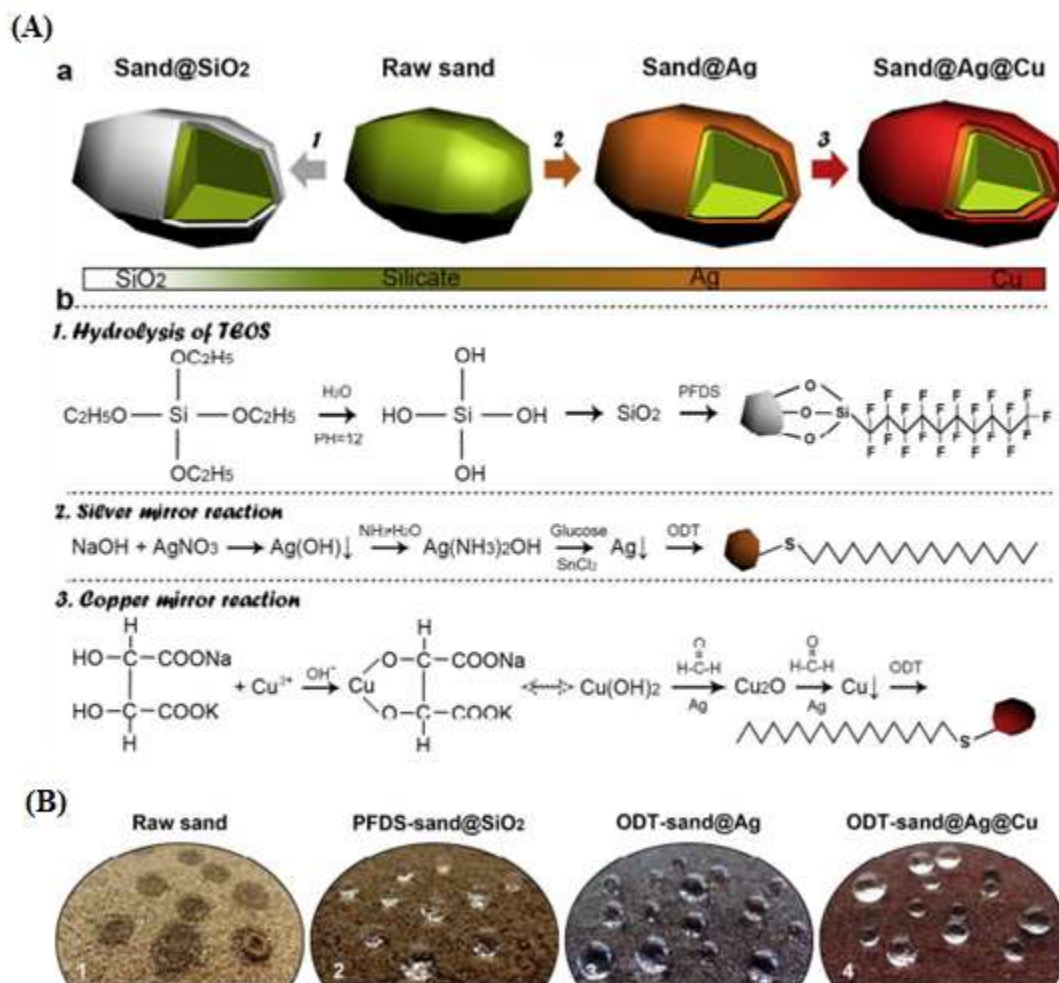 (A)
a
Sand@SiO2 Raw sand Sand@Ag Sand@Ag@Cu
1 2 3
SiO2 Silicate Ag Cu
b
1. Hydrolysis of TEOS
OC2H5 OH
C2H5O Si OC2H5 H2O PH=12 HO Si OH SiO2 PFDS O O O Si F F F F F F F F F F F F F F F F F
OC2H5 OH
2. Silver mirror reaction
NaOH + AgNO3 Ag(OH)↓ NH3•H2O Ag(NH3)2OH Glucose SnCl2 Ag↓ ODT S
3. Copper mirror reaction
H H O O
HO C COONa O C COONa H-C-H H-C-H
+ Cu2+ OH− Cu Cu(OH)2 Ag Cu2O Ag Cu↓ ODT
HO C COOK O C COOK
H H S
(B)
Raw sand PFDS-sand@SiO2 ODT-sand@Ag ODT-sand@Ag@Cu
1 2 3 4